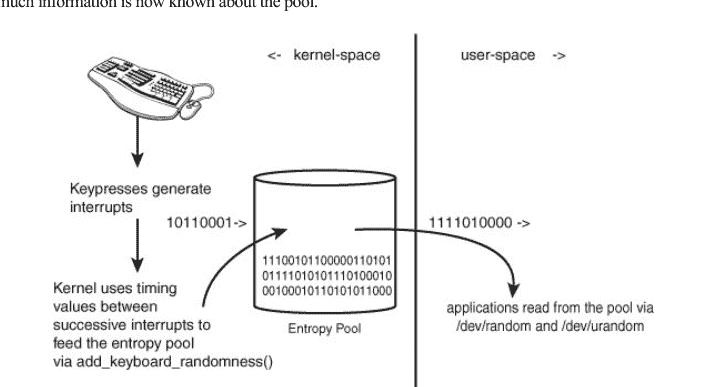 much information is now known about the pool.
<- kernel-space
user-space ->
Keypresses generate
interrupts
10110001->
1111010000 ->
11100101100000110101
01111010101110100010
00100010110101011000
Kernel uses timing
values between
successive interrupts to
feed the entropy pool
via add_keyboard_randomness()
Entropy Pool
applications read from the pool via
/dev/random and /dev/urandom